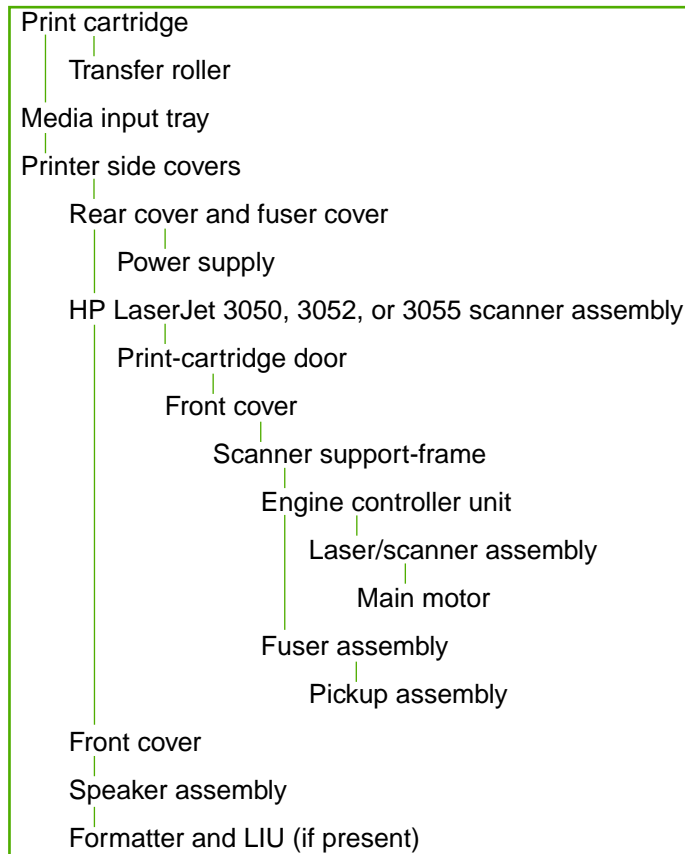 Print cartridge
Transfer roller
Media input tray
Printer side covers
Rear cover and fuser cover
Power supply
HP LaserJet 3050, 3052, or 3055 scanner assembly
Print-cartridge door
Front cover
Scanner support-frame
Engine controller unit
Laser/scanner assembly
Main motor
Fuser assembly
Pickup assembly
Front cover
Speaker assembly
Formatter and LIU (if present)